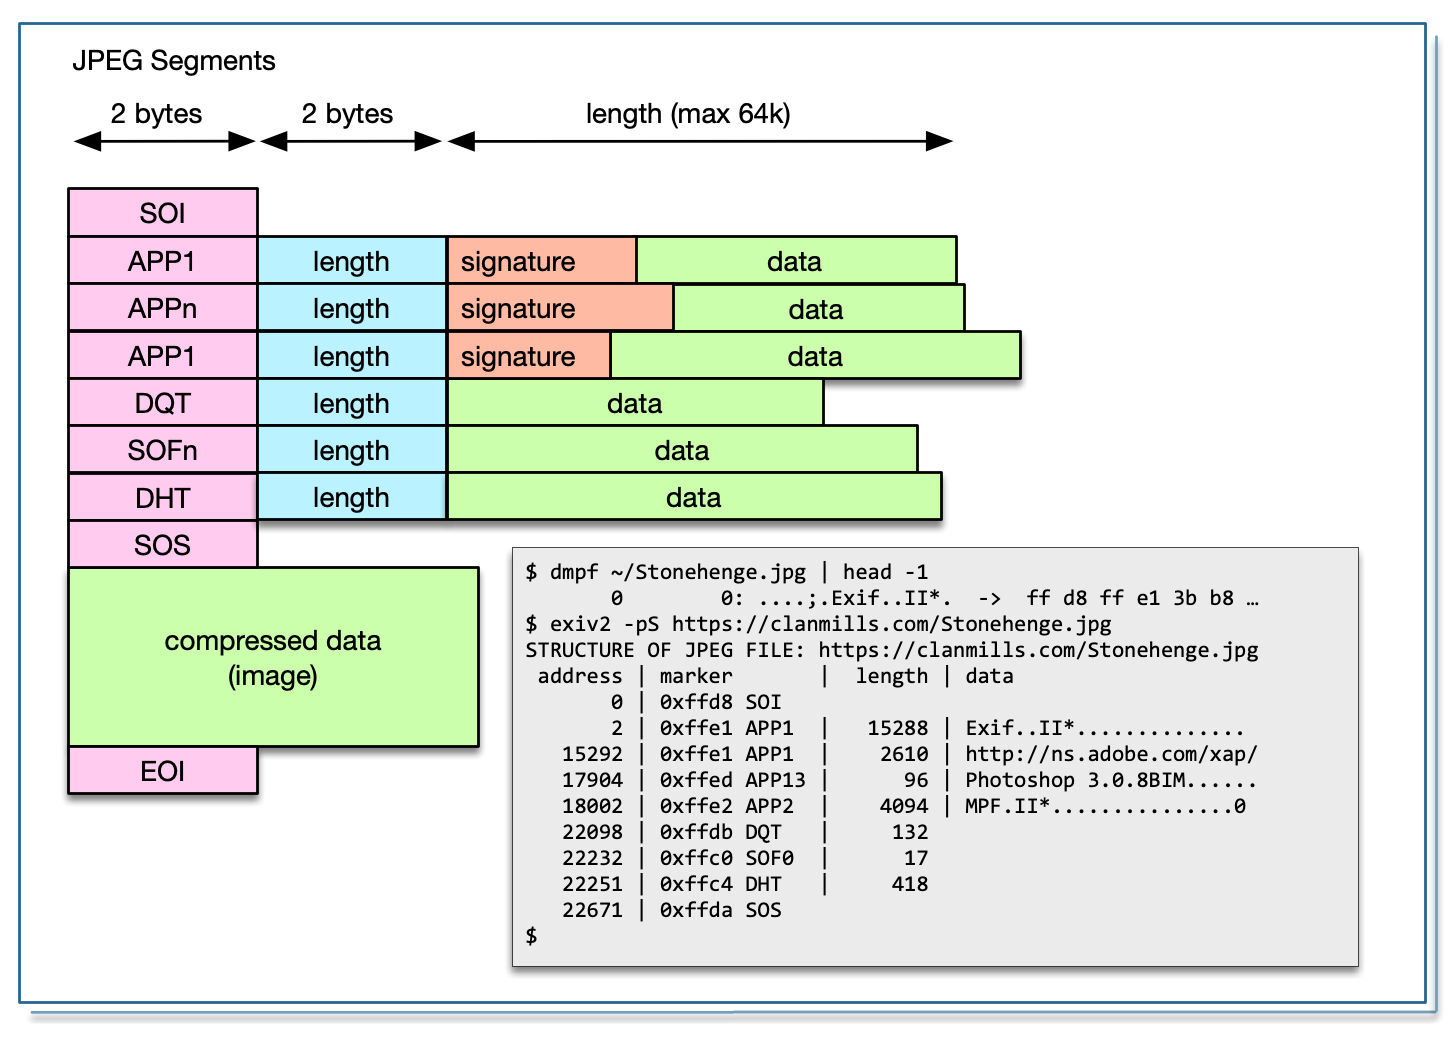 JPEG Segments
2 bytes 2 bytes length (max 64k)
SOI
APP1 length signature data
APPn length signature data
APP1 length signature data
DQT length data
SOFn length data
DHT length data
SOS
compressed data
(image)
EOI
$ dmpf ~/Stonehenge.jpg | head -1
       0        0: ....;.Exif..II*.  ->  ff d8 ff e1 3b b8 …
$ exiv2 -pS https://clanmills.com/Stonehenge.jpg
STRUCTURE OF JPEG FILE: https://clanmills.com/Stonehenge.jpg
 address | marker       |  length | data
       0 | 0xffd8 SOI
       2 | 0xffe1 APP1  |   15288 | Exif..II*..............
   15292 | 0xffe1 APP1  |    2610 | http://ns.adobe.com/xap/
   17904 | 0xffed APP13 |      96 | Photoshop 3.0.8BIM......
   18002 | 0xffe2 APP2  |    4094 | MPF.II*...............0
   22098 | 0xffdb DQT   |     132
   22232 | 0xffc0 SOF0  |      17
   22251 | 0xffc4 DHT   |     418
   22671 | 0xffda SOS
$